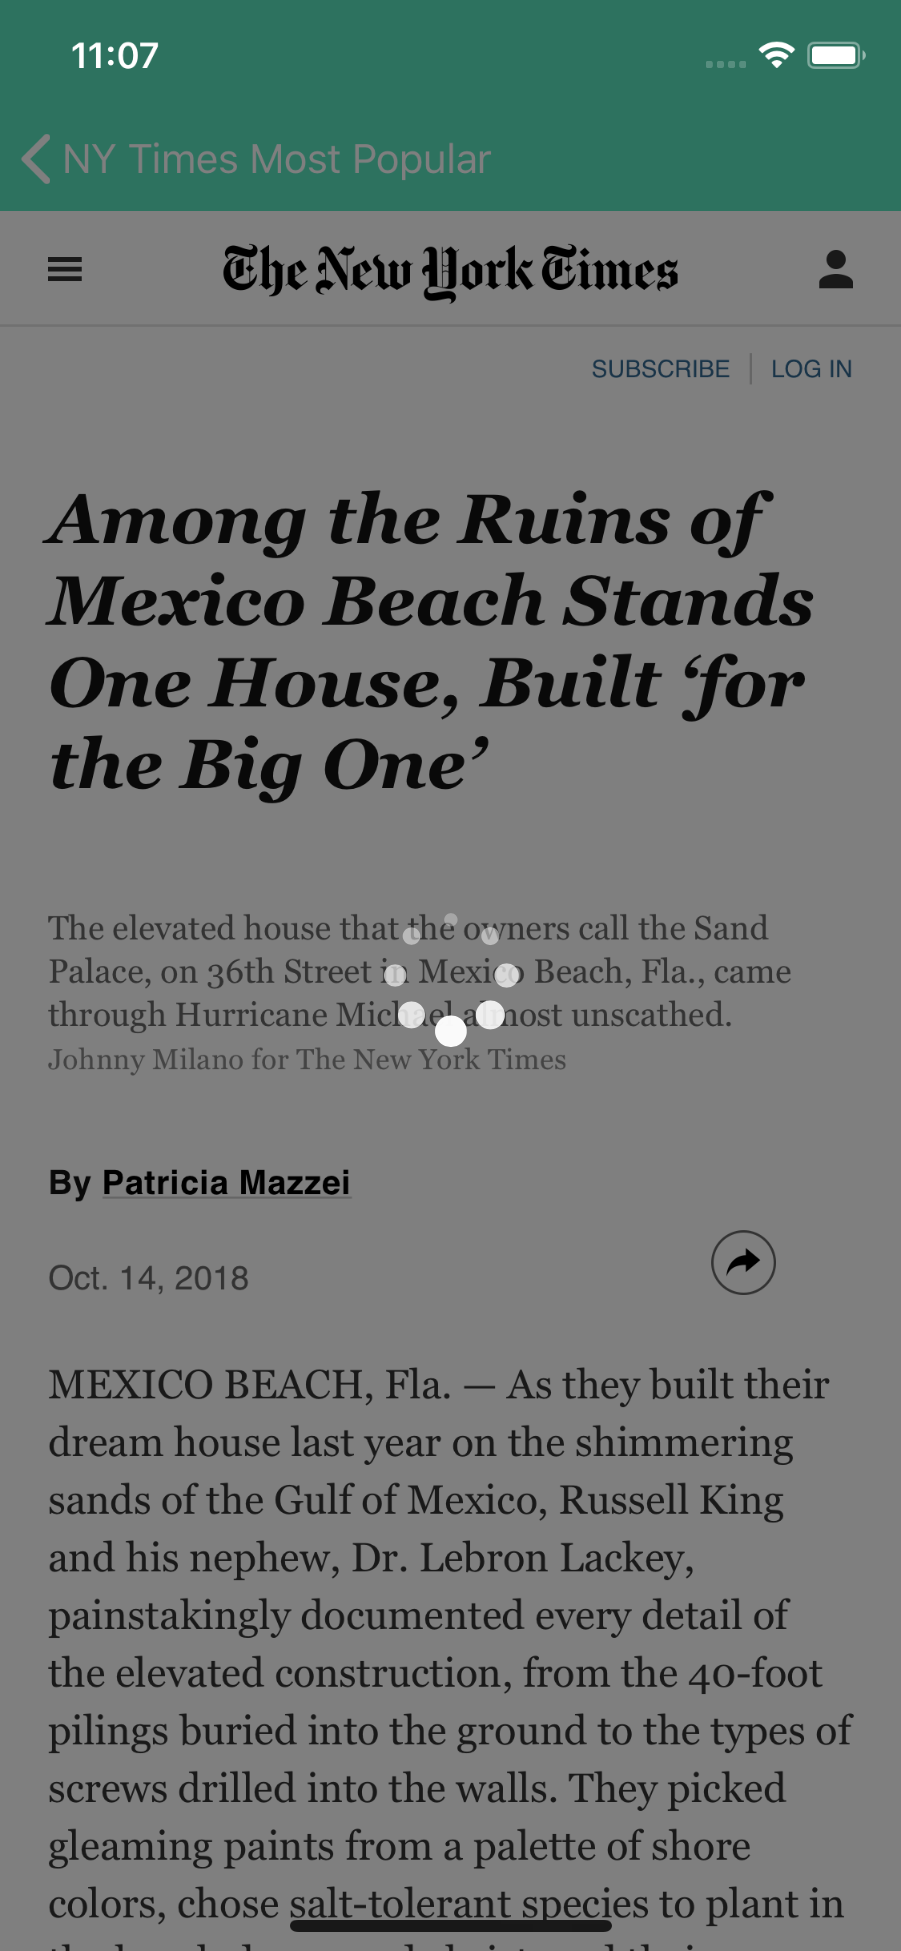 11:07
NY Times Most Popular
The New York Times
SUBSCRIBE | LOG IN
Among the Ruins of
Mexico Beach Stands
One House, Built ‘for
the Big One’
The elevated house that the owners call the Sand
Palace, on 36th Street in Mexico Beach, Fla., came
through Hurricane Michael almost unscathed.
Johnny Milano for The New York Times
By Patricia Mazzei
Oct. 14, 2018
MEXICO BEACH, Fla. — As they built their
dream house last year on the shimmering
sands of the Gulf of Mexico, Russell King
and his nephew, Dr. Lebron Lackey,
painstakingly documented every detail of
the elevated construction, from the 40-foot
pilings buried into the ground to the types of
screws drilled into the walls. They picked
gleaming paints from a palette of shore
colors, chose salt-tolerant species to plant in